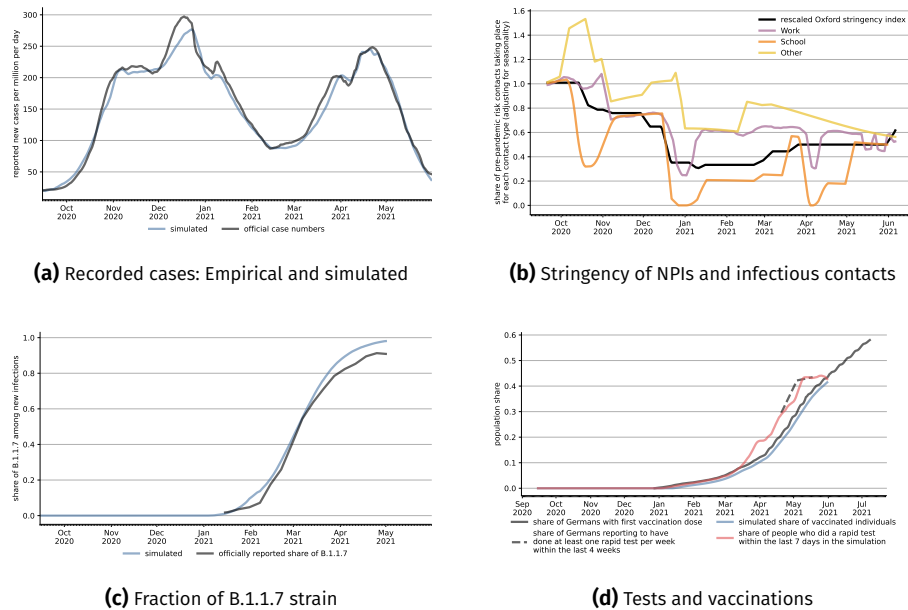 reported new cases per million per day
300
250
200
150
100
50
Oct
2020
Nov
2020
Dec
2020
Jan
2021
Feb
2021
Mar
2021
Apr
2021
May
2021
simulated
official case numbers
(a) Recorded cases: Empirical and simulated
share of pre-pandemic risk contacts taking place
for each contact type (adjusting for seasonality)
1.6
1.4
1.2
1.0
0.8
0.6
0.4
0.2
0.0
rescaled Oxford stringency index
Work
School
Other
Oct
2020
Nov
2020
Dec
2020
Jan
2021
Feb
2021
Mar
2021
Apr
2021
May
2021
Jun
2021
(b) Stringency of NPIs and infectious contacts
share of B.1.1.7 among new infections
1.0
0.8
0.6
0.4
0.2
0.0
Oct
2020
Nov
2020
Dec
2020
Jan
2021
Feb
2021
Mar
2021
Apr
2021
May
2021
simulated
officially reported share of B.1.1.7
(c) Fraction of B.1.1.7 strain
population share
0.6
0.5
0.4
0.3
0.2
0.1
0.0
Sep
2020
Oct
2020
Nov
2020
Dec
2020
Jan
2021
Feb
2021
Mar
2021
Apr
2021
May
2021
Jun
2021
Jul
2021
share of Germans with first vaccination dose
share of Germans reporting to have
done at least one rapid test per week
within the last 4 weeks
simulated share of vaccinated individuals
share of people who did a rapid test
within the last 7 days in the simulation
(d) Tests and vaccinations